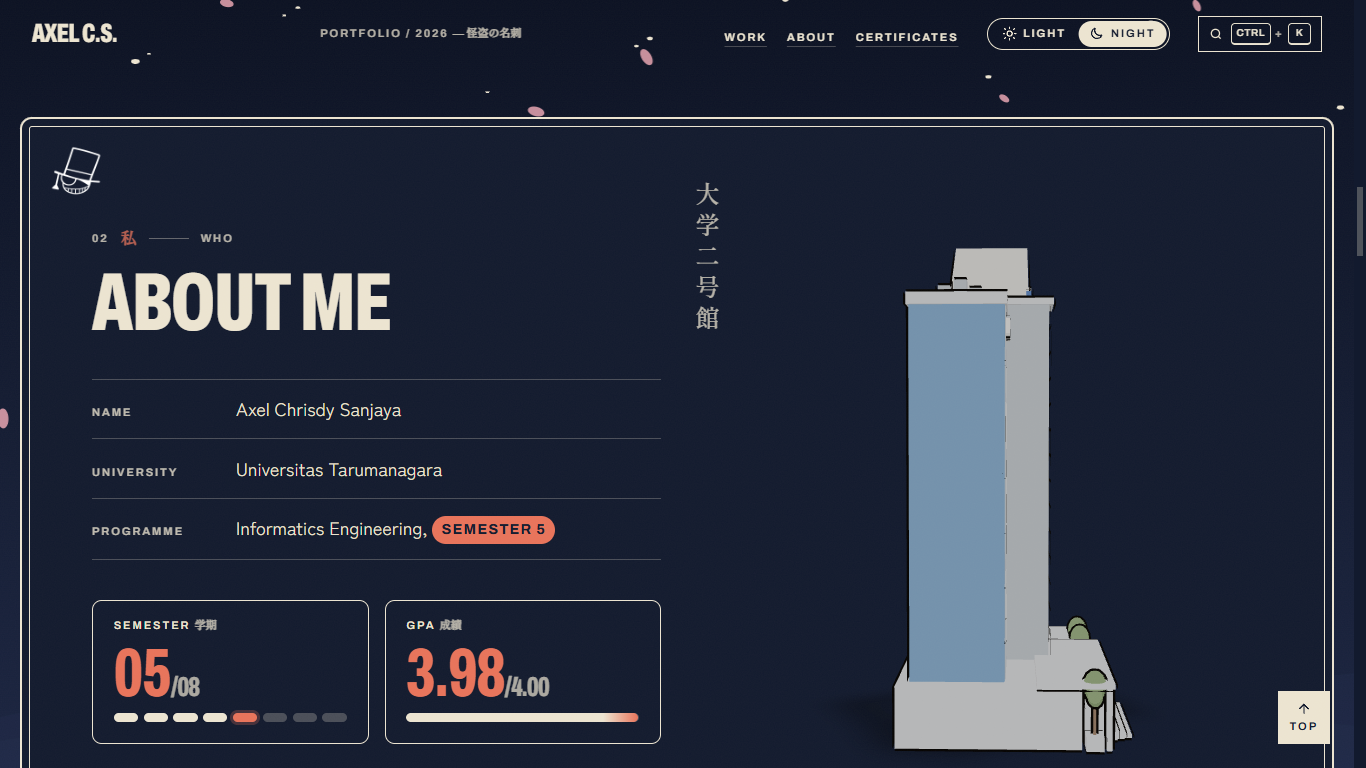 AXEL C.S.
PORTFOLIO / 2026 — 怪盗の名刺
WORK
ABOUT
CERTIFICATES
LIGHT
NIGHT
CTRL + K
02 私 WHO
ABOUT ME
NAME
Axel Chrisdy Sanjaya
UNIVERSITY
Universitas Tarumanagara
PROGRAMME
Informatics Engineering, SEMESTER 5
SEMESTER 学期
05/08
GPA 成績
3.98/4.00
大学二号館
TOP